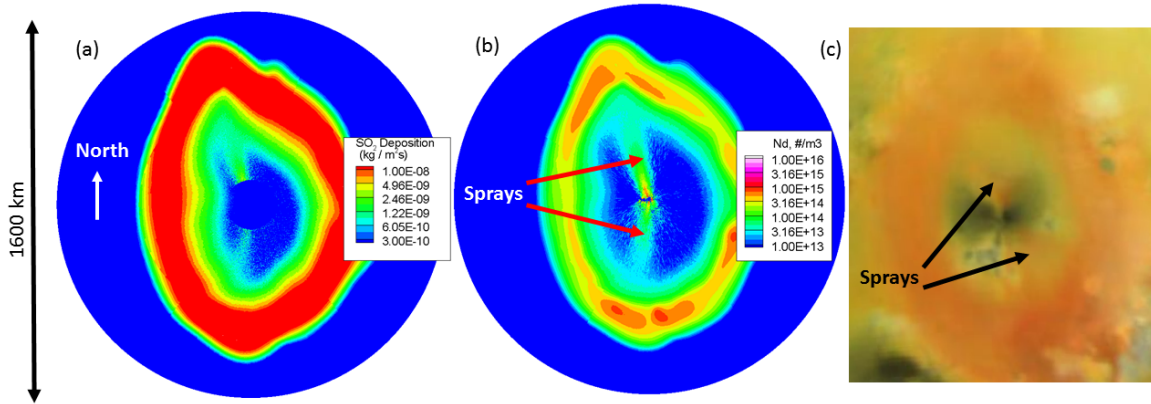 1600 km
(a)
North
SO2 Deposition
(kg / m²s)
1.00E-08
4.96E-09
2.46E-09
1.22E-09
6.05E-10
3.00E-10
(b)
Sprays
Nd, #/m3
1.00E+16
3.16E+15
1.00E+15
3.16E+14
1.00E+14
3.16E+13
1.00E+13
(c)
Sprays